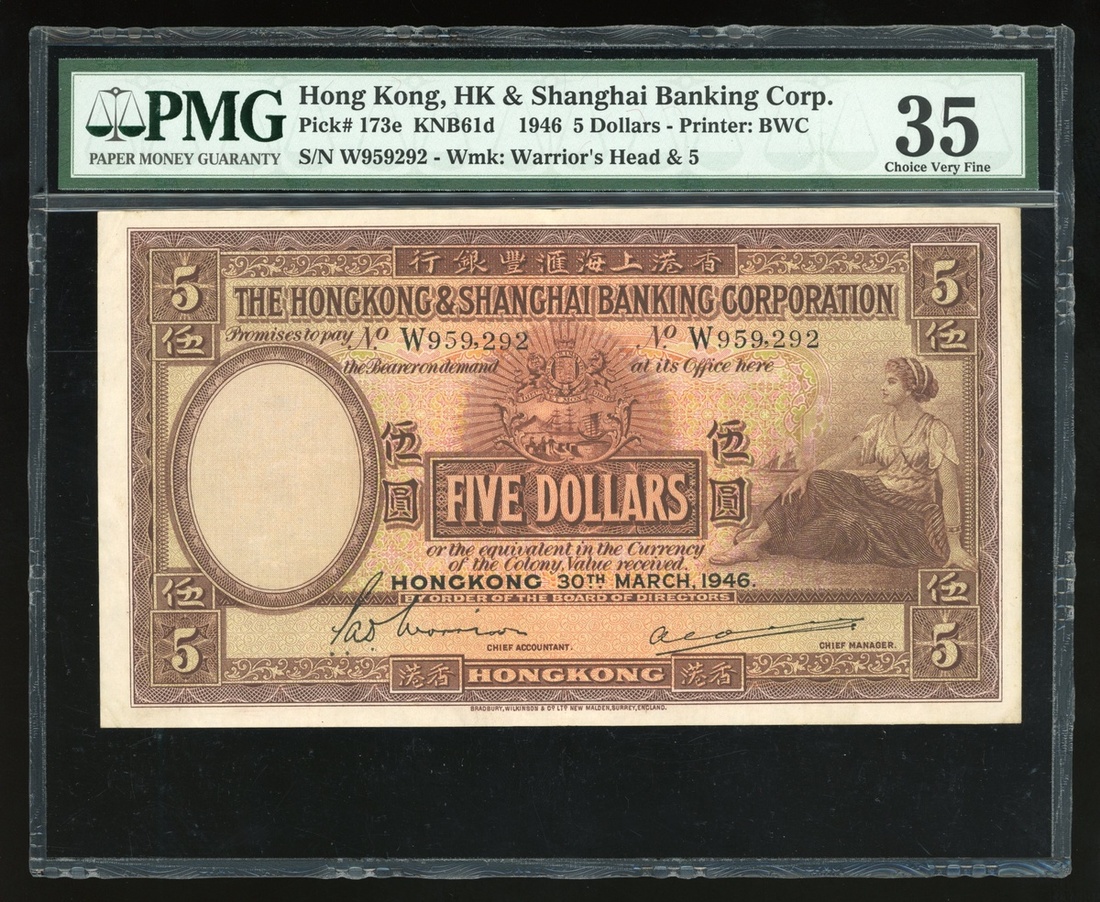 PMG
PAPER MONEY GUARANTY
Hong Kong, HK & Shanghai Banking Corp.
Pick# 173e KNB61d 1946 5 Dollars - Printer: BWC
S/N W959292 - Wmk: Warrior's Head & 5
35
Choice Very Fine
5 行銀豐滙海上港香 5
THE HONGKONG & SHANGHAI BANKING CORPORATION
伍 Promises to pay No W959,292 No W959,292 伍
the Bearer on demand at its Office here
伍圓 伍圓
FIVE DOLLARS
or the equivalent in the Currency
of the Colony, Value received.
HONGKONG 30TH MARCH, 1946.
伍 BY ORDER OF THE BOARD OF DIRECTORS 伍
5 CHIEF ACCOUNTANT. CHIEF MANAGER. 5
港香 HONGKONG 港香
BRADBURY, WILKINSON & Co LTD NEW MALDEN, SURREY, ENGLAND.